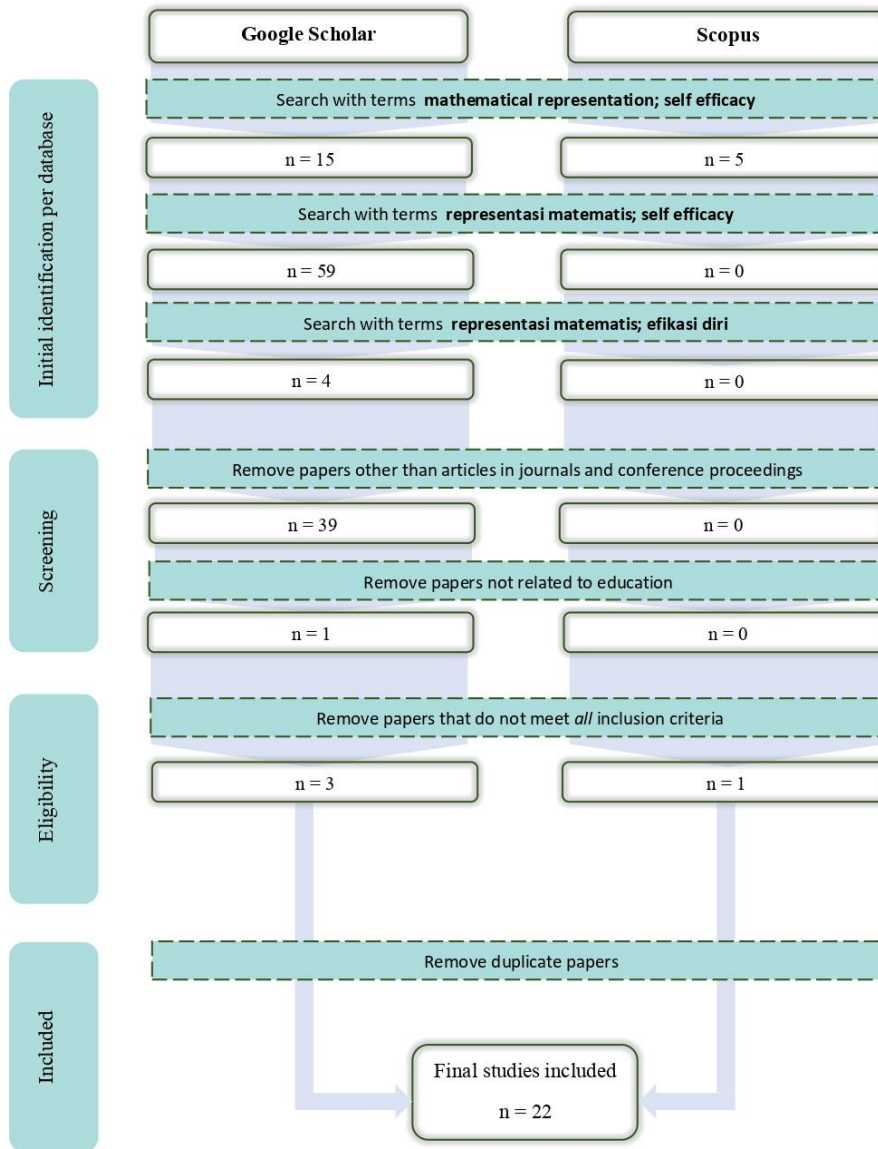 Google Scholar
Scopus
Initial identification per database
Search with terms mathematical representation; self efficacy
n = 15
n = 5
Search with terms representasi matematis; self efficacy
n = 59
n = 0
Search with terms representasi matematis; efikasi diri
n = 4
n = 0
Screening
Remove papers other than articles in journals and conference proceedings
n = 39
n = 0
Remove papers not related to education
n = 1
n = 0
Eligibility
Remove papers that do not meet all inclusion criteria
n = 3
n = 1
Included
Remove duplicate papers
Final studies included
n = 22